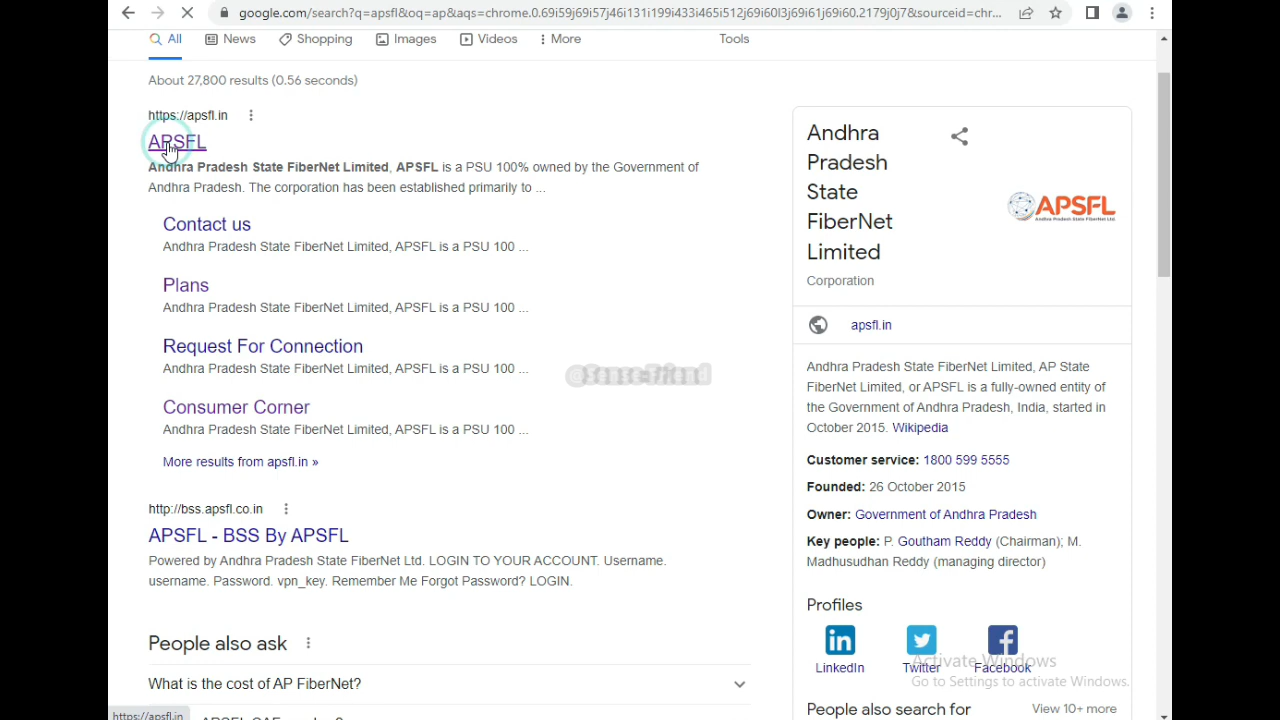 google.com/search?q=apsfl&oq=ap&aqs=chrome.0.69i59j69i57j46i131i199i433i465i512j69i60l3j69i61j69i60.2179j0j7&sourceid=chr...
All News Shopping Images Videos More Tools
About 27,800 results (0.56 seconds)
https://apsfl.in
APSFL
Andhra Pradesh State FiberNet Limited, APSFL is a PSU 100% owned by the Government of
Andhra Pradesh. The corporation has been established primarily to ...
Contact us
Andhra Pradesh State FiberNet Limited, APSFL is a PSU 100 ...
Plans
Andhra Pradesh State FiberNet Limited, APSFL is a PSU 100 ...
Request For Connection
Andhra Pradesh State FiberNet Limited, APSFL is a PSU 100 ...
Consumer Corner
Andhra Pradesh State FiberNet Limited, APSFL is a PSU 100 ...
More results from apsfl.in »
http://bss.apsfl.co.in
APSFL - BSS By APSFL
Powered by Andhra Pradesh State FiberNet Ltd. LOGIN TO YOUR ACCOUNT. Username.
username. Password. vpn_key. Remember Me Forgot Password? LOGIN.
People also ask
What is the cost of AP FiberNet?
https://apsfl.in
Andhra
Pradesh
State
FiberNet
Limited
APSFL
Andhra Pradesh State FiberNet Ltd
Corporation
apsfl.in
Andhra Pradesh State FiberNet Limited, AP State
FiberNet Limited, or APSFL is a fully-owned entity of
the Government of Andhra Pradesh, India, started in
October 2015. Wikipedia
Customer service: 1800 599 5555
Founded: 26 October 2015
Owner: Government of Andhra Pradesh
Key people: P. Goutham Reddy (Chairman); M.
Madhusudhan Reddy (managing director)
Profiles
LinkedIn Twitter Facebook
Activate Windows
Go to Settings to activate Windows.
People also search for View 10+ more